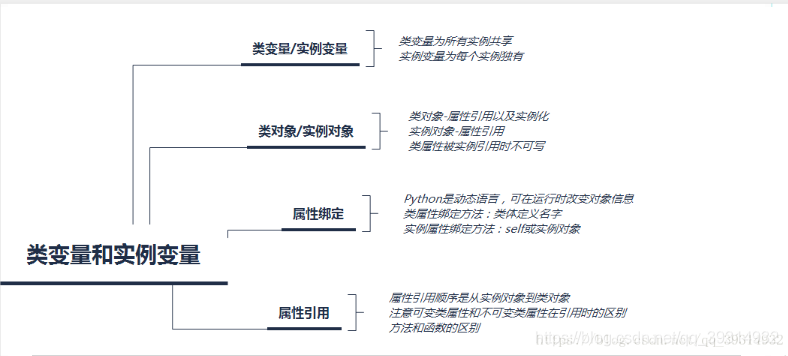 类变量和实例变量
类变量/实例变量
类变量为所有实例共享
实例变量为每个实例独有
类对象/实例对象
类对象-属性引用以及实例化
实例对象-属性引用
类属性被实例引用时不可写
属性绑定
Python是动态语言，可在运行时改变对象信息
类属性绑定方法：类体定义名字
实例属性绑定方法：self或实例对象
属性引用
属性引用顺序是从实例对象到类对象
注意可变类属性和不可变类属性在引用时的区别
方法和函数的区别